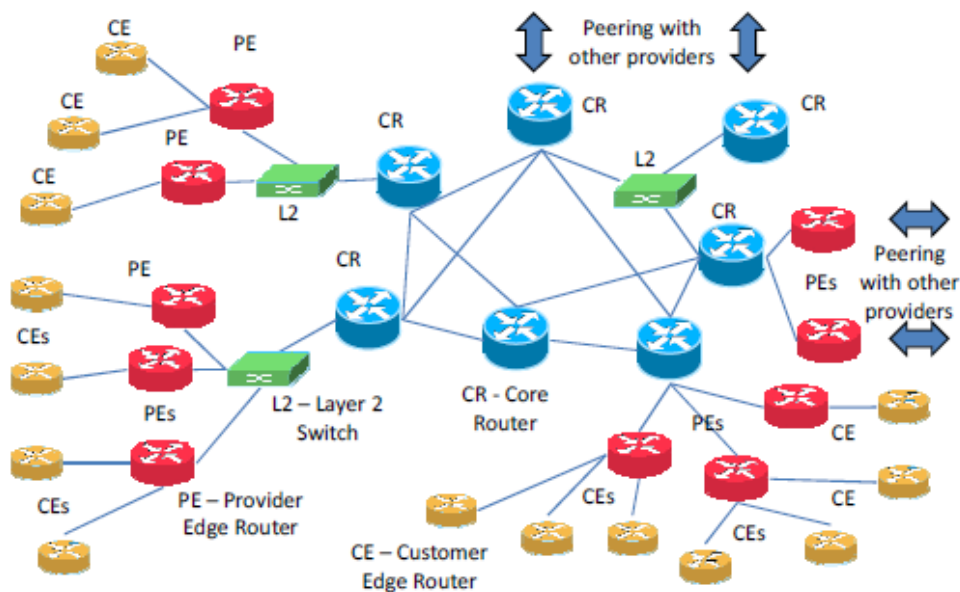 CE
PE
Peering with
other providers
CE
CR
CR
CR
PE
L2
CE
L2
CR
PE
CR
PEs
Peering
with other
providers
CEs
PEs
L2 – Layer 2
Switch
CR - Core
Router
PEs
CE
CEs
PE – Provider
Edge Router
CEs
CE
CEs
CE – Customer
Edge Router